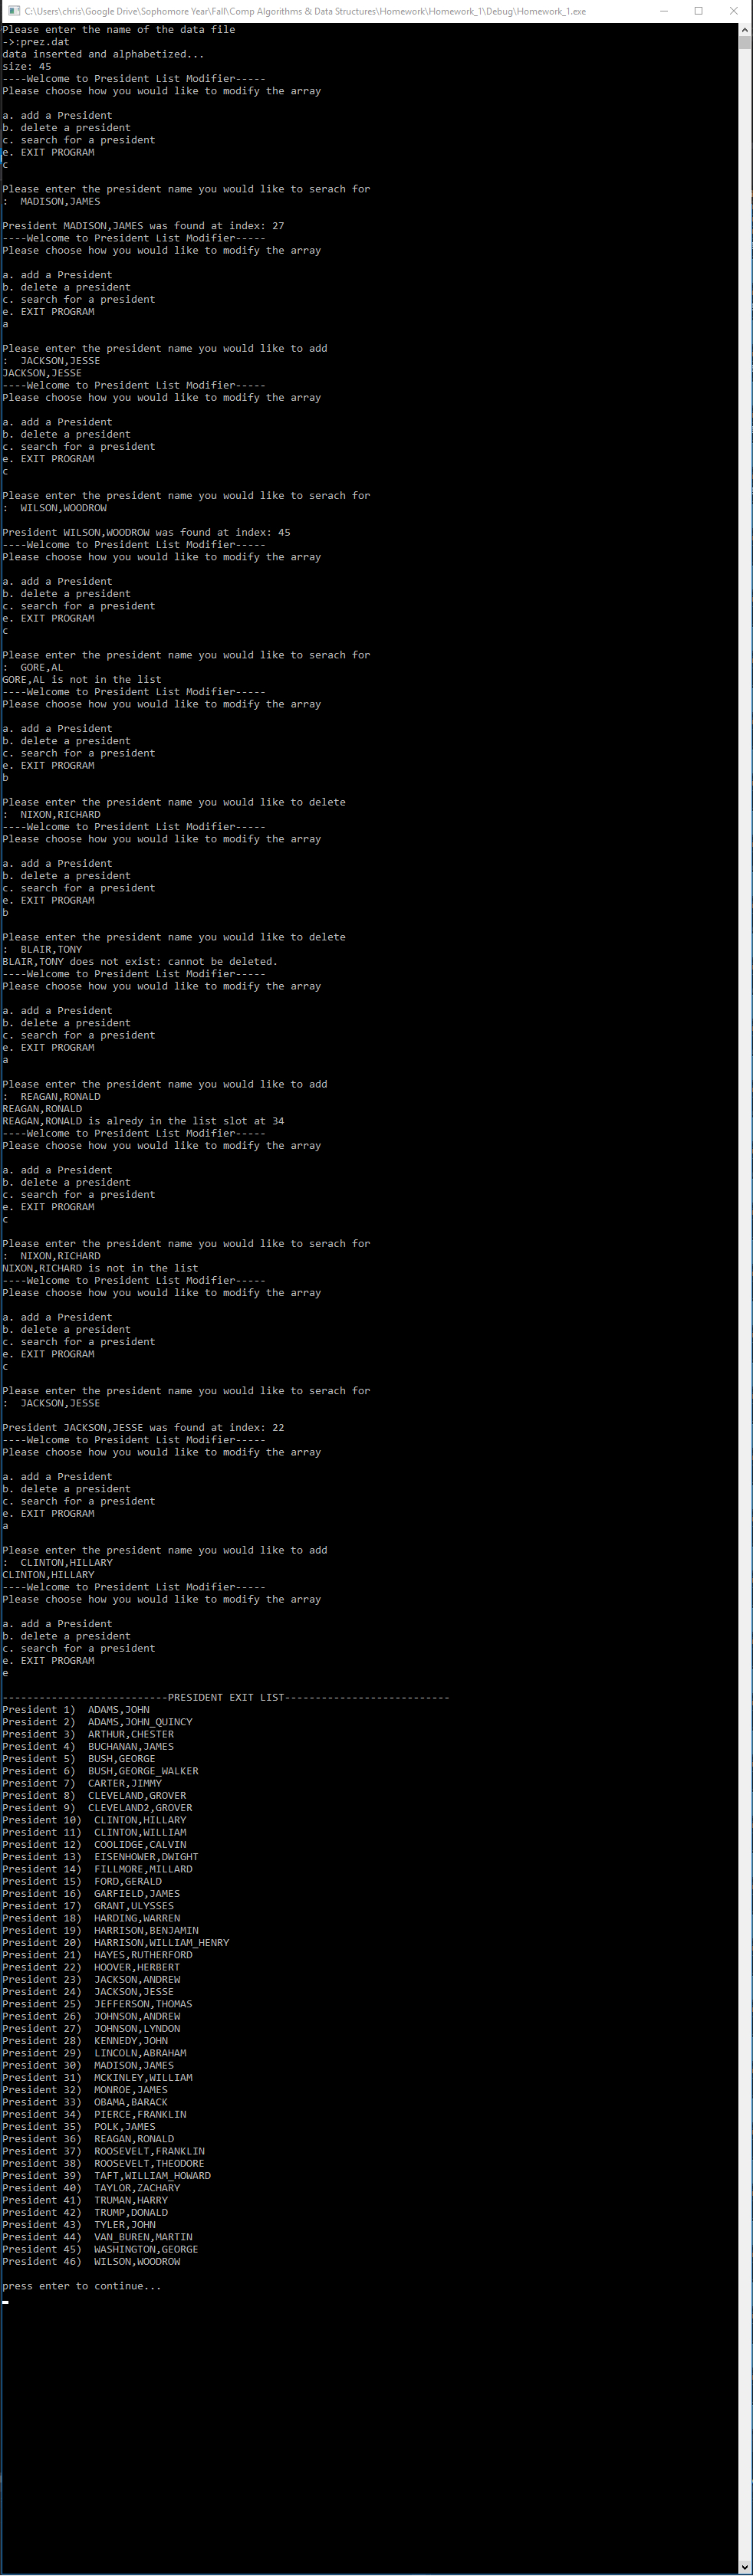 C:\Users\chris\Google Drive\Sophomore Year\Fall\Comp Algorithms & Data Structures\Homework\Homework_1\Debug\Homework_1.exe
Please enter the name of the data file
->:prez.dat
data inserted and alphabetized...
size: 45
----Welcome to President List Modifier-----
Please choose how you would like to modify the array
a. add a President
b. delete a president
c. search for a president
e. EXIT PROGRAM
c
Please enter the president name you would like to serach for
:  MADISON,JAMES
President MADISON,JAMES was found at index: 27
----Welcome to President List Modifier-----
Please choose how you would like to modify the array
a. add a President
b. delete a president
c. search for a president
e. EXIT PROGRAM
a
Please enter the president name you would like to add
:  JACKSON,JESSE
JACKSON,JESSE
----Welcome to President List Modifier-----
Please choose how you would like to modify the array
a. add a President
b. delete a president
c. search for a president
e. EXIT PROGRAM
c
Please enter the president name you would like to serach for
:  WILSON,WOODROW
President WILSON,WOODROW was found at index: 45
----Welcome to President List Modifier-----
Please choose how you would like to modify the array
a. add a President
b. delete a president
c. search for a president
e. EXIT PROGRAM
c
Please enter the president name you would like to serach for
:  GORE,AL
GORE,AL is not in the list
----Welcome to President List Modifier-----
Please choose how you would like to modify the array
a. add a President
b. delete a president
c. search for a president
e. EXIT PROGRAM
b
Please enter the president name you would like to delete
:  NIXON,RICHARD
----Welcome to President List Modifier-----
Please choose how you would like to modify the array
a. add a President
b. delete a president
c. search for a president
e. EXIT PROGRAM
b
Please enter the president name you would like to delete
:  BLAIR,TONY
BLAIR,TONY does not exist: cannot be deleted.
----Welcome to President List Modifier-----
Please choose how you would like to modify the array
a. add a President
b. delete a president
c. search for a president
e. EXIT PROGRAM
a
Please enter the president name you would like to add
:  REAGAN,RONALD
REAGAN,RONALD
REAGAN,RONALD is alredy in the list slot at 34
----Welcome to President List Modifier-----
Please choose how you would like to modify the array
a. add a President
b. delete a president
c. search for a president
e. EXIT PROGRAM
c
Please enter the president name you would like to serach for
:  NIXON,RICHARD
NIXON,RICHARD is not in the list
----Welcome to President List Modifier-----
Please choose how you would like to modify the array
a. add a President
b. delete a president
c. search for a president
e. EXIT PROGRAM
c
Please enter the president name you would like to serach for
:  JACKSON,JESSE
President JACKSON,JESSE was found at index: 22
----Welcome to President List Modifier-----
Please choose how you would like to modify the array
a. add a President
b. delete a president
c. search for a president
e. EXIT PROGRAM
a
Please enter the president name you would like to add
:  CLINTON,HILLARY
CLINTON,HILLARY
----Welcome to President List Modifier-----
Please choose how you would like to modify the array
a. add a President
b. delete a president
c. search for a president
e. EXIT PROGRAM
e
---------------------------PRESIDENT EXIT LIST---------------------------
President 1)  ADAMS,JOHN
President 2)  ADAMS,JOHN_QUINCY
President 3)  ARTHUR,CHESTER
President 4)  BUCHANAN,JAMES
President 5)  BUSH,GEORGE
President 6)  BUSH,GEORGE_WALKER
President 7)  CARTER,JIMMY
President 8)  CLEVELAND,GROVER
President 9)  CLEVELAND2,GROVER
President 10)  CLINTON,HILLARY
President 11)  CLINTON,WILLIAM
President 12)  COOLIDGE,CALVIN
President 13)  EISENHOWER,DWIGHT
President 14)  FILLMORE,MILLARD
President 15)  FORD,GERALD
President 16)  GARFIELD,JAMES
President 17)  GRANT,ULYSSES
President 18)  HARDING,WARREN
President 19)  HARRISON,BENJAMIN
President 20)  HARRISON,WILLIAM_HENRY
President 21)  HAYES,RUTHERFORD
President 22)  HOOVER,HERBERT
President 23)  JACKSON,ANDREW
President 24)  JACKSON,JESSE
President 25)  JEFFERSON,THOMAS
President 26)  JOHNSON,ANDREW
President 27)  JOHNSON,LYNDON
President 28)  KENNEDY,JOHN
President 29)  LINCOLN,ABRAHAM
President 30)  MADISON,JAMES
President 31)  MCKINLEY,WILLIAM
President 32)  MONROE,JAMES
President 33)  OBAMA,BARACK
President 34)  PIERCE,FRANKLIN
President 35)  POLK,JAMES
President 36)  REAGAN,RONALD
President 37)  ROOSEVELT,FRANKLIN
President 38)  ROOSEVELT,THEODORE
President 39)  TAFT,WILLIAM_HOWARD
President 40)  TAYLOR,ZACHARY
President 41)  TRUMAN,HARRY
President 42)  TRUMP,DONALD
President 43)  TYLER,JOHN
President 44)  VAN_BUREN,MARTIN
President 45)  WASHINGTON,GEORGE
President 46)  WILSON,WOODROW
press enter to continue...